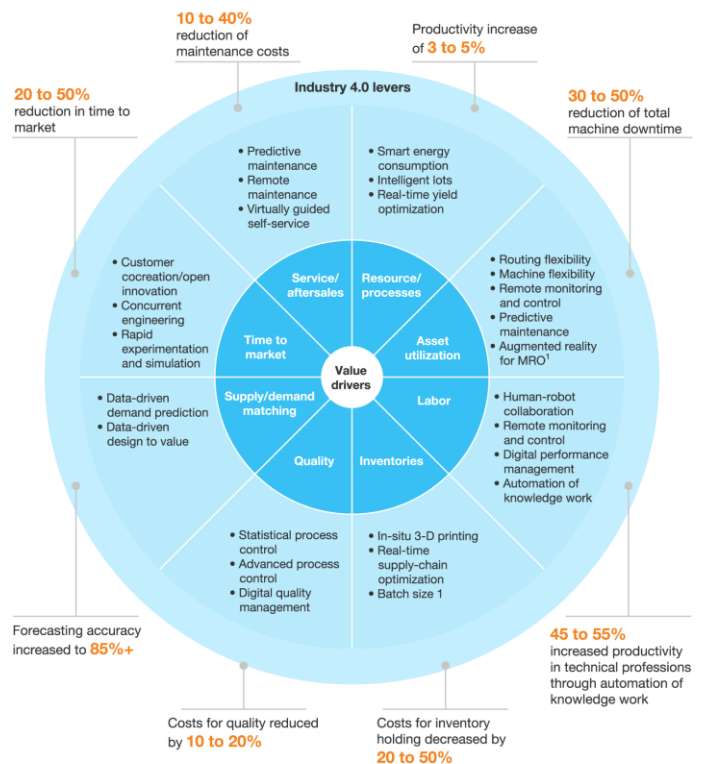 10 to 40%
reduction of
maintenance costs
Productivity increase
of 3 to 5%
20 to 50%
reduction in time to
market
30 to 50%
reduction of total
machine downtime
Industry 4.0 levers
• Predictive
maintenance
• Remote
maintenance
• Virtually guided
self-service
• Smart energy
consumption
• Intelligent lots
• Real-time yield
optimization
• Customer
cocreation/open
innovation
• Concurrent
engineering
• Rapid
experimentation
and simulation
• Routing flexibility
• Machine flexibility
• Remote monitoring
and control
• Predictive
maintenance
• Augmented reality
for MRO1
Service/
aftersales
Resource/
processes
Time to
market
Asset
utilization
Value
drivers
Supply/demand
matching
Labor
Quality
Inventories
• Data-driven
demand prediction
• Data-driven
design to value
• Human-robot
collaboration
• Remote monitoring
and control
• Digital performance
management
• Automation of
knowledge work
• Statistical process
control
• Advanced process
control
• Digital quality
management
• In-situ 3-D printing
• Real-time
supply-chain
optimization
• Batch size 1
Forecasting accuracy
increased to 85%+
45 to 55%
increased productivity
in technical professions
through automation of
knowledge work
Costs for quality reduced
by 10 to 20%
Costs for inventory
holding decreased by
20 to 50%